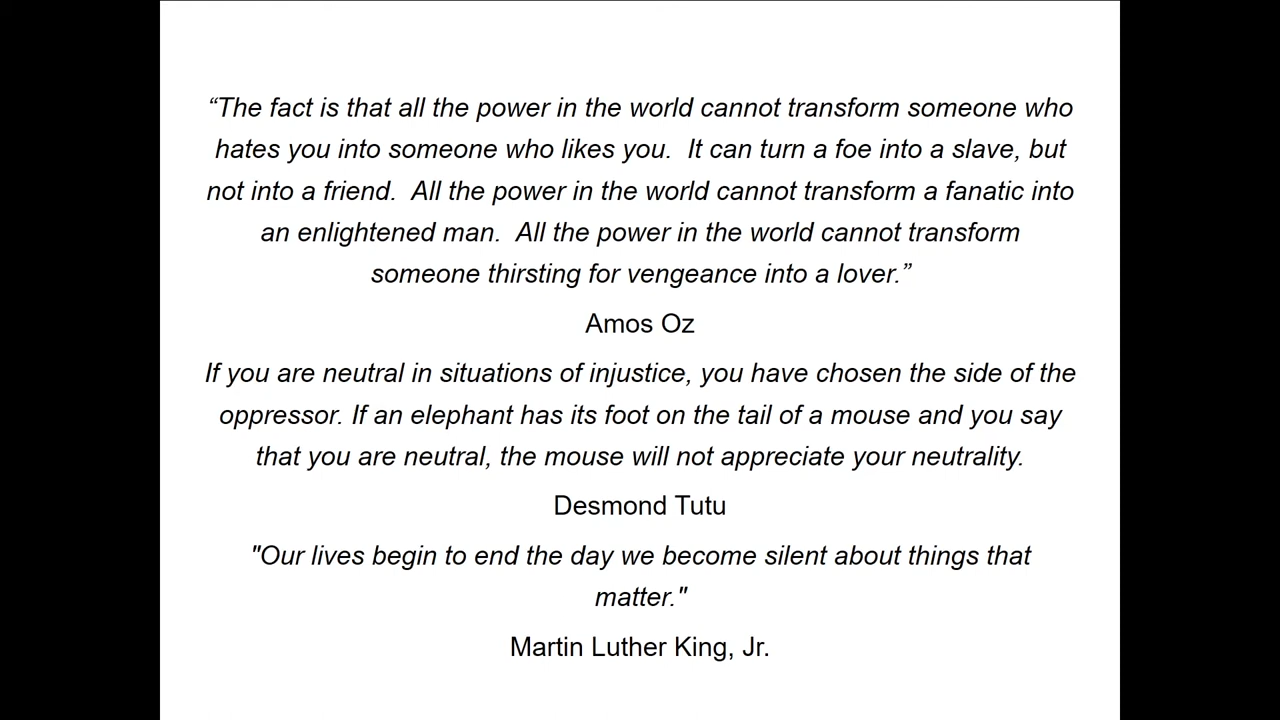 “The fact is that all the power in the world cannot transform someone who
hates you into someone who likes you.  It can turn a foe into a slave, but
not into a friend.  All the power in the world cannot transform a fanatic into
an enlightened man.  All the power in the world cannot transform
someone thirsting for vengeance into a lover.”
Amos Oz
If you are neutral in situations of injustice, you have chosen the side of the
oppressor. If an elephant has its foot on the tail of a mouse and you say
that you are neutral, the mouse will not appreciate your neutrality.
Desmond Tutu
"Our lives begin to end the day we become silent about things that
matter."
Martin Luther King, Jr.